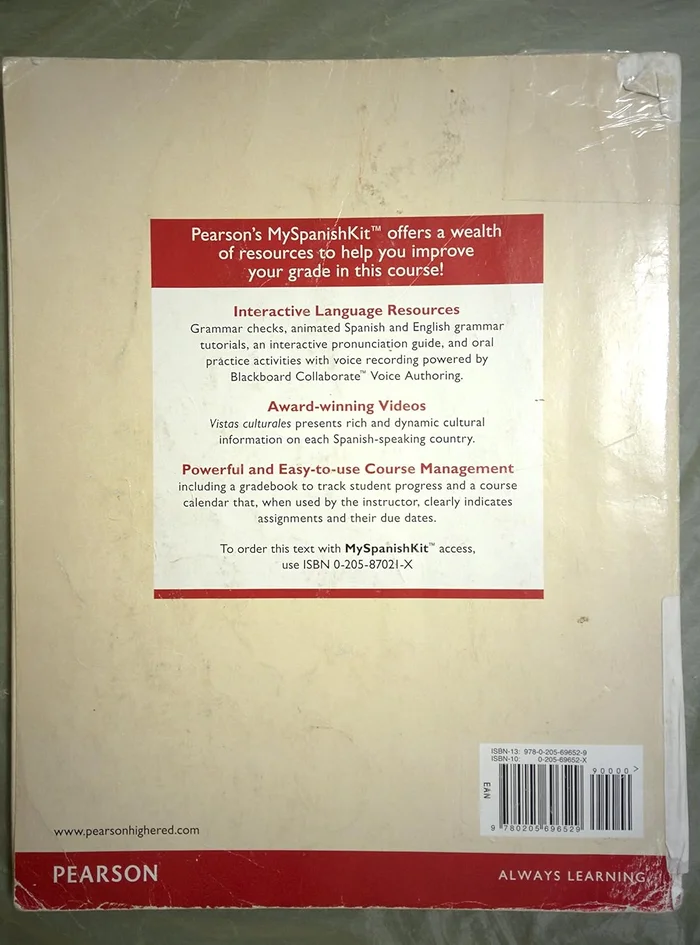 Pearson's MySpanishKit™ offers a wealth
of resources to help you improve
your grade in this course!
Interactive Language Resources
Grammar checks, animated Spanish and English grammar
tutorials, an interactive pronunciation guide, and oral
practice activities with voice recording powered by
Blackboard Collaborate™ Voice Authoring.
Award-winning Videos
Vistas culturales presents rich and dynamic cultural
information on each Spanish-speaking country.
Powerful and Easy-to-use Course Management
including a gradebook to track student progress and a course
calendar that, when used by the instructor, clearly indicates
assignments and their due dates.
To order this text with MySpanishKit™ access,
use ISBN 0-205-87021-X
ISBN-13: 978-0-205-69652-9
ISBN-10: 0-205-69652-X
90000>
EAN
9 780205 696529
www.pearsonhighered.com
PEARSON
ALWAYS LEARNING